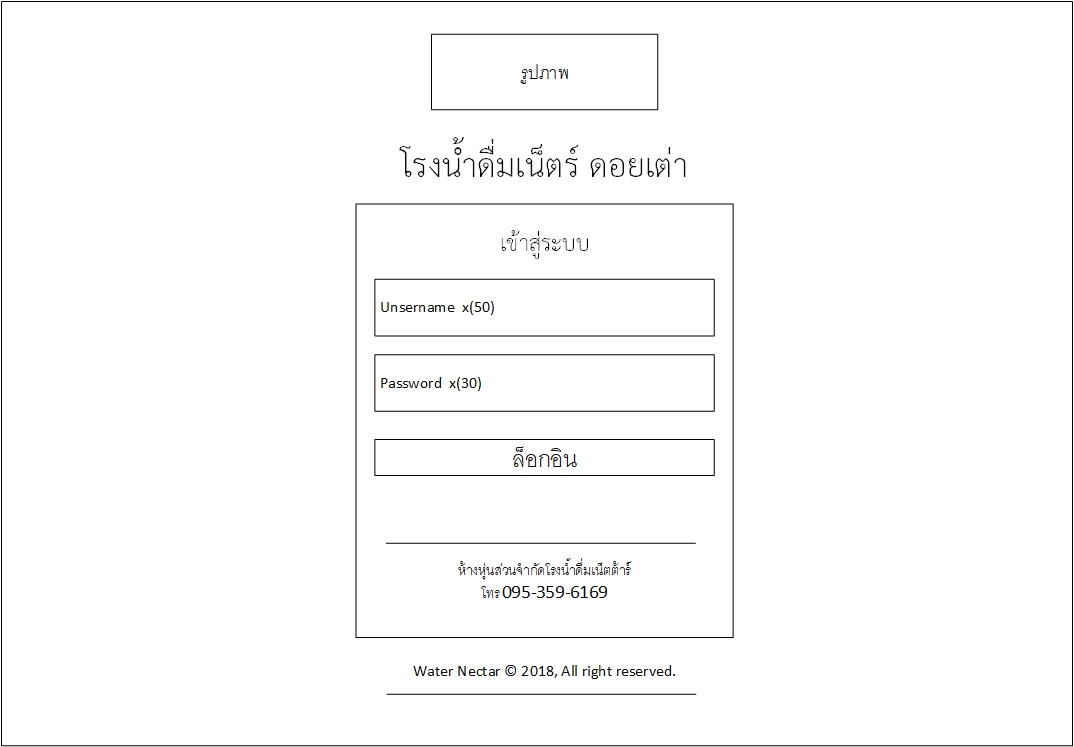 รูปภาพ
โรงน้ำดื่มเน็ตร์ ดอยเต่า
เข้าสู่ระบบ
Unsername x(50)
Password x(30)
ล็อกอิน
ห้างหุ่นส่วนจำกัดโรงน้ำดื่มเน็ตต้าร์
โทร 095-359-6169
Water Nectar © 2018, All right reserved.